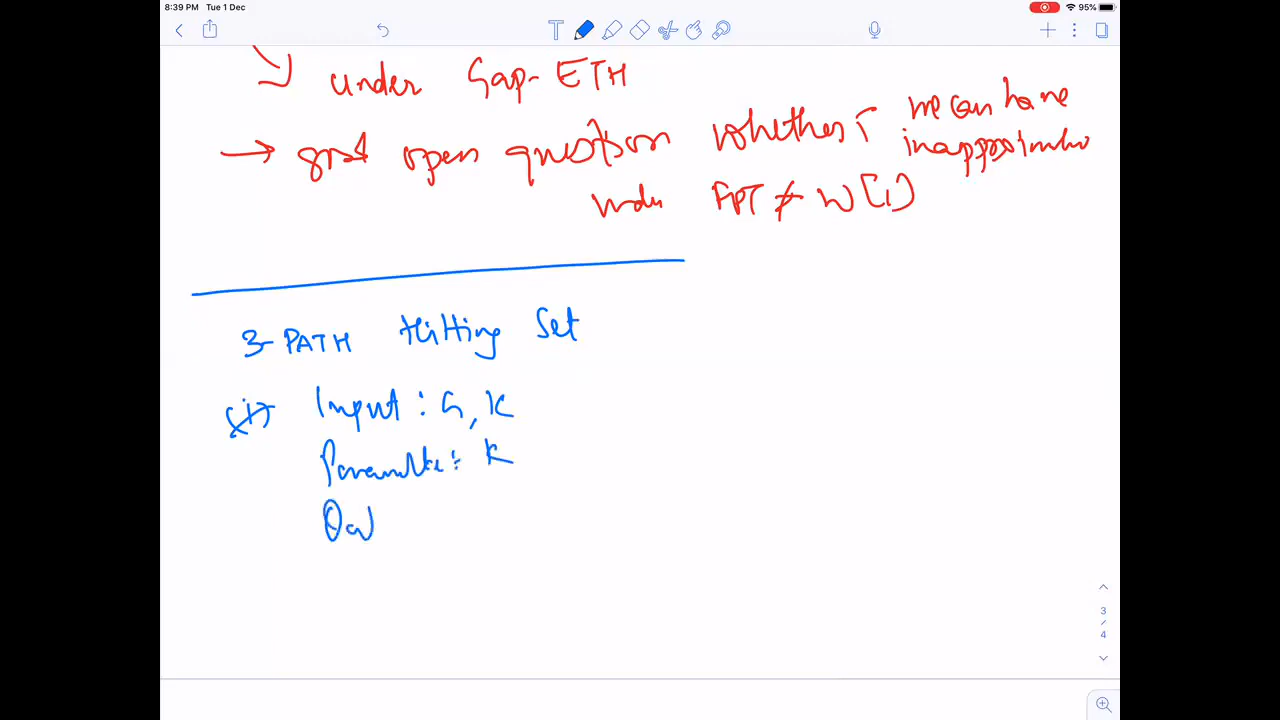 8:39 PM Tue 1 Dec
95%
under Gap-ETH
→ great open question whether we can have
inapproximabi
under FPT ≠ W[1]
3-PATH Hitting Set
(i) Input: G, K
Parameter: K
3
/
4